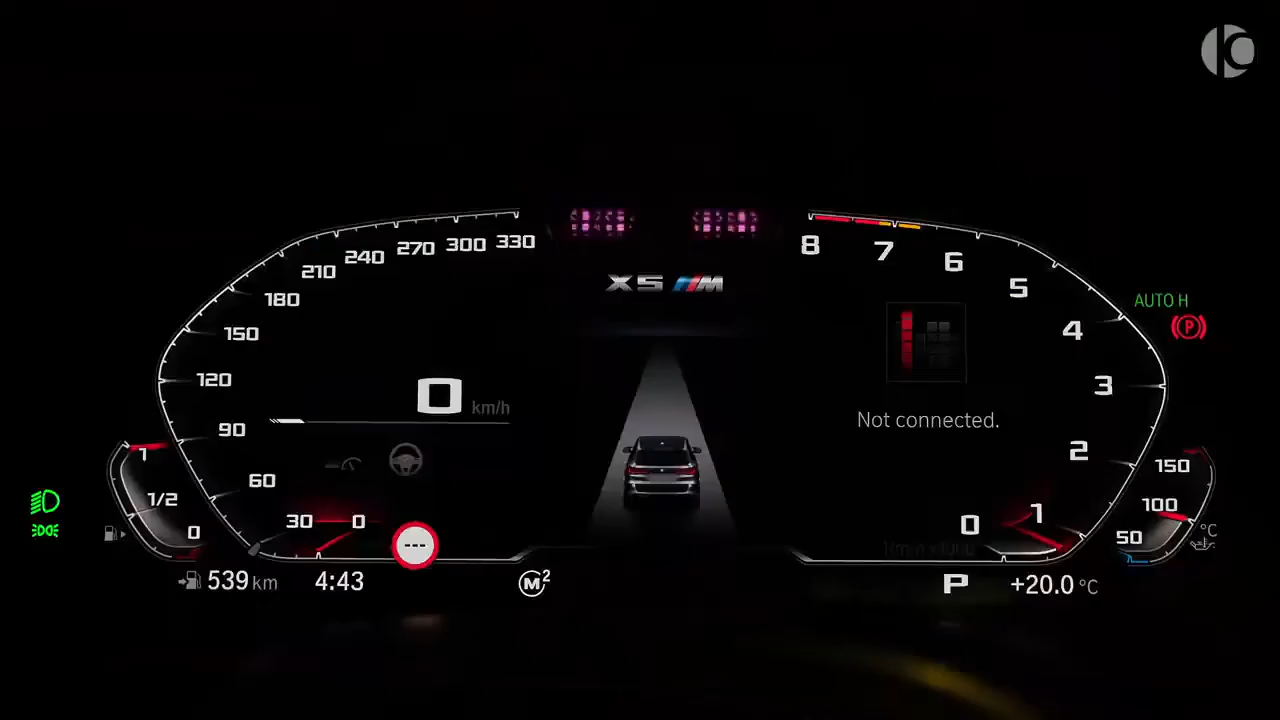 X5 M
330
300
270
240
210
180
150
120
90
60
30
0
0 km/h
8
7
6
5
4
3
2
1
0
AUTO H
P
Not connected.
1
1/2
0
150
100
50
°C
---
539 km
4:43
M2
P
+20.0 °C